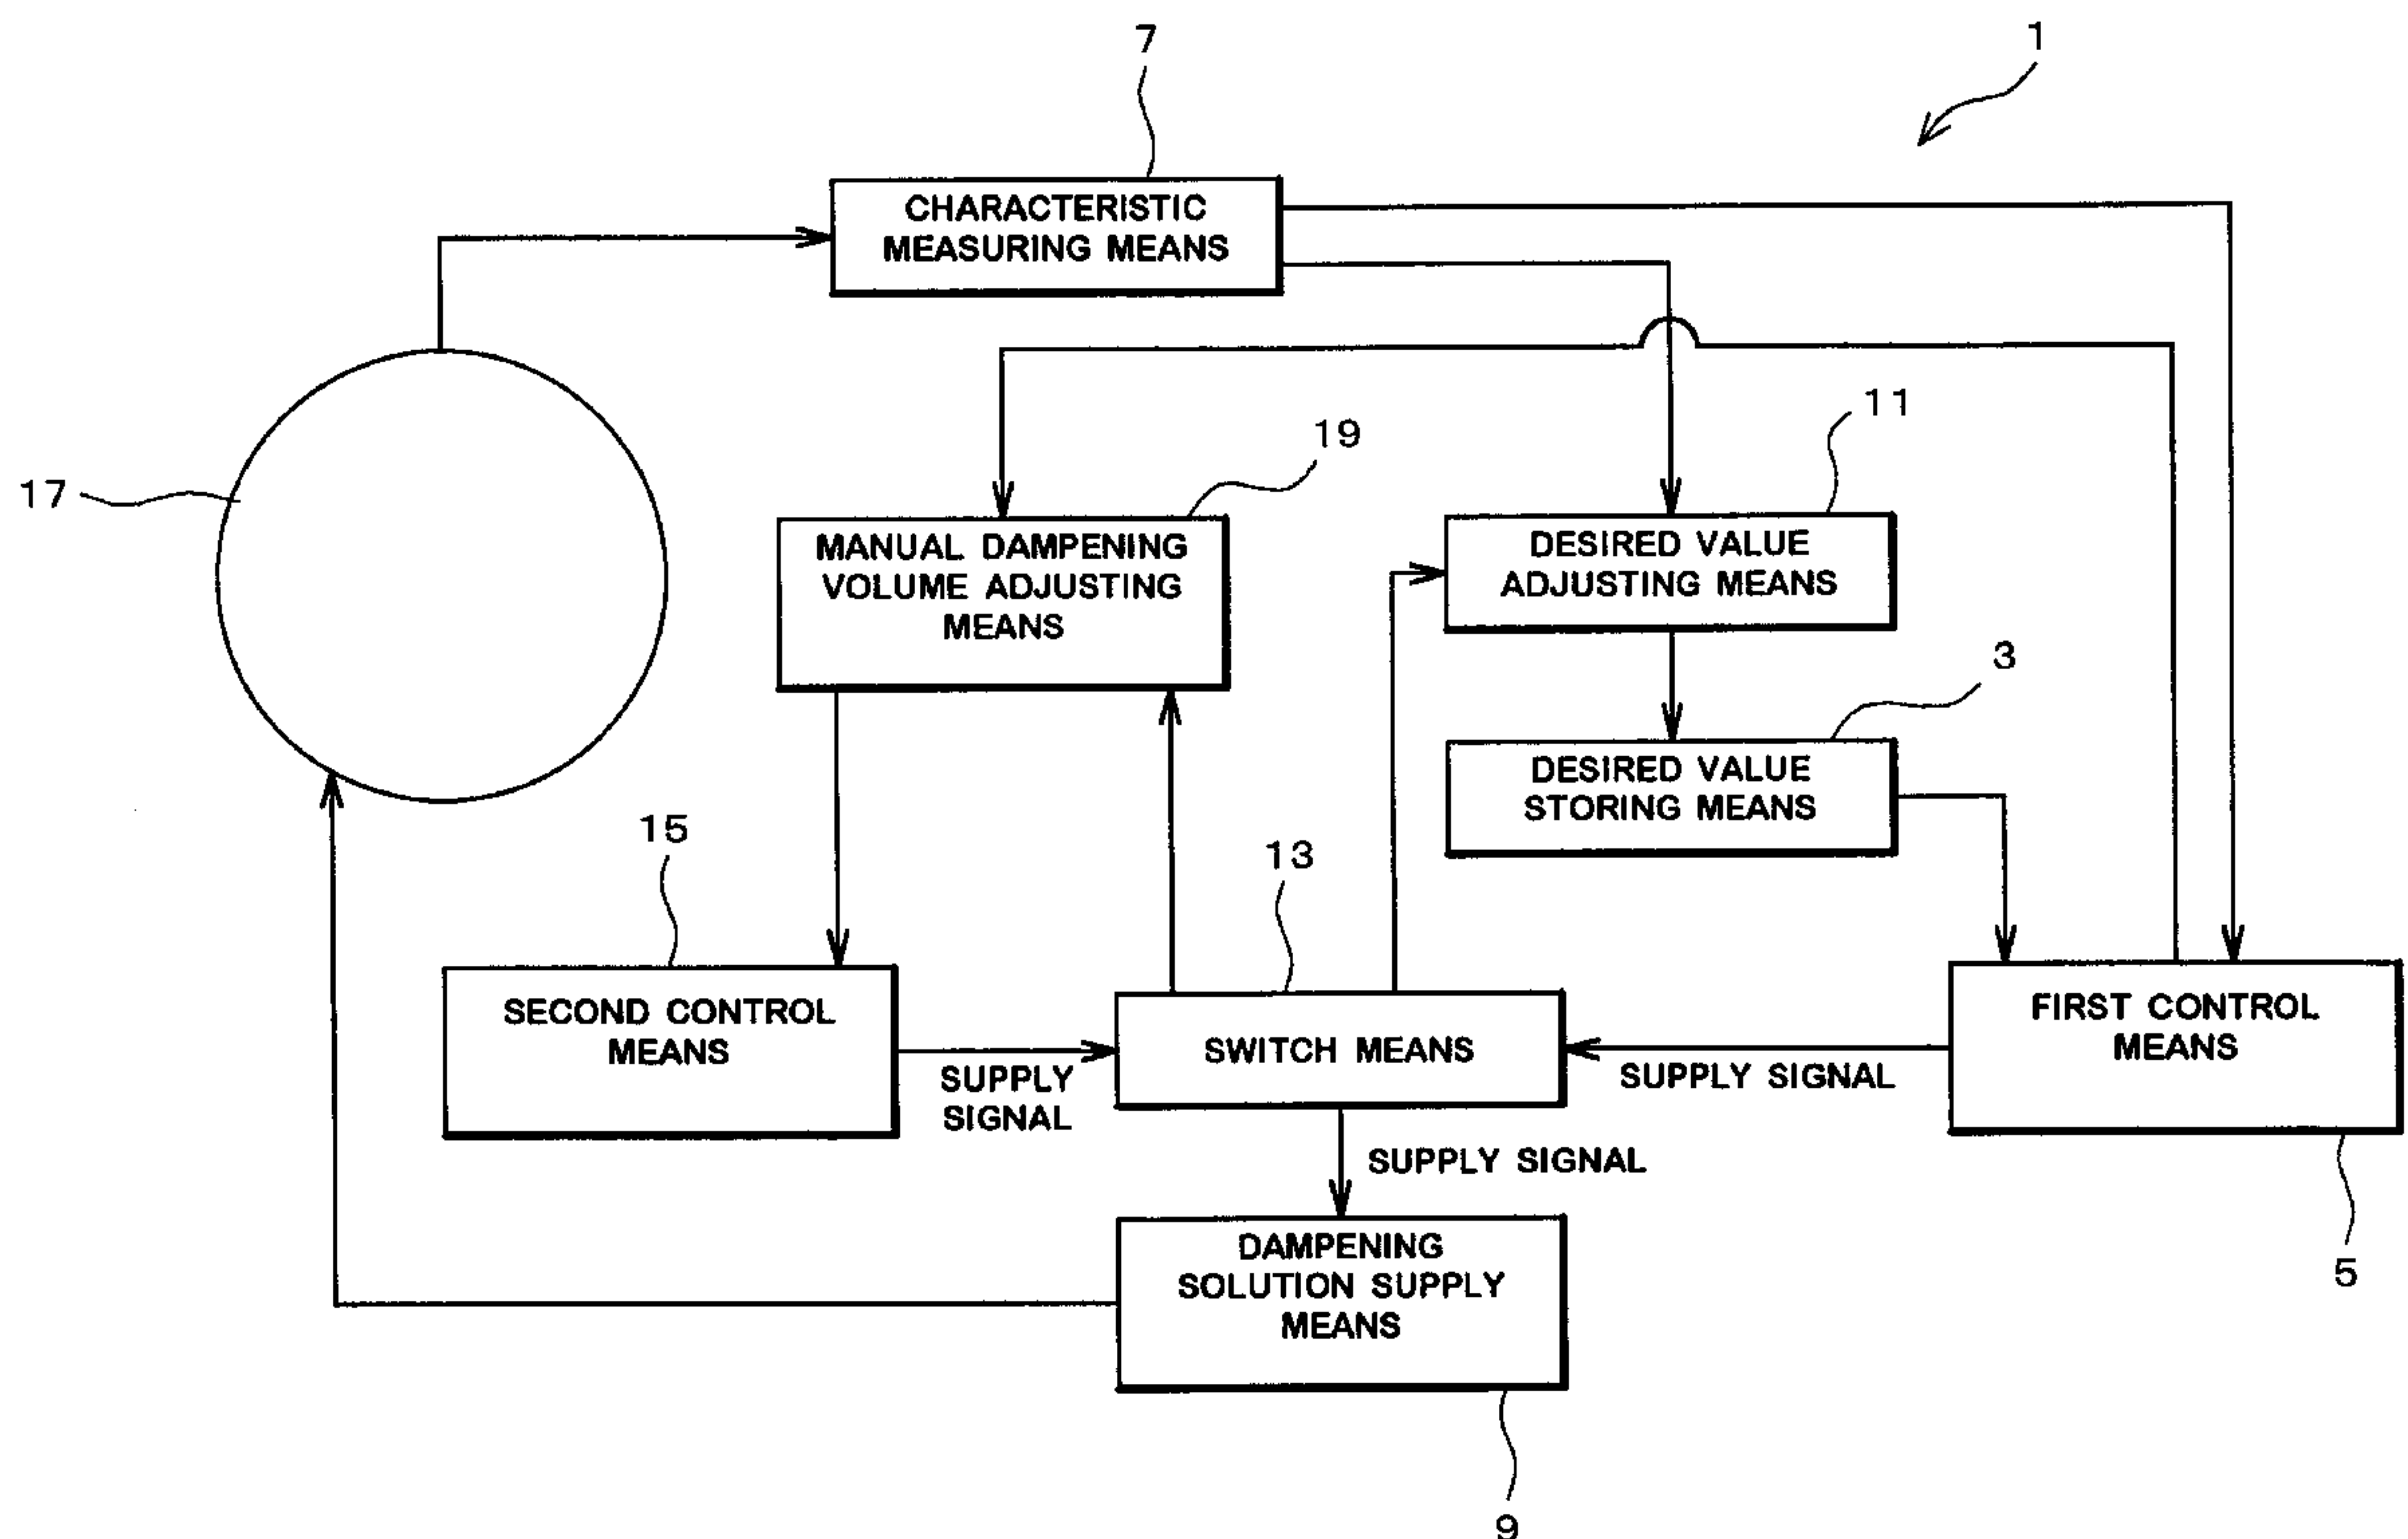 1
7
CHARACTERISTIC
MEASURING MEANS
11
19
17
MANUAL DAMPENING
VOLUME ADJUSTING
MEANS
DESIRED VALUE
ADJUSTING MEANS
3
DESIRED VALUE
STORING MEANS
15
13
SECOND CONTROL
MEANS
SUPPLY
SIGNAL
SWITCH MEANS
SUPPLY SIGNAL
FIRST CONTROL
MEANS
SUPPLY SIGNAL
5
DAMPENING
SOLUTION SUPPLY
MEANS
9